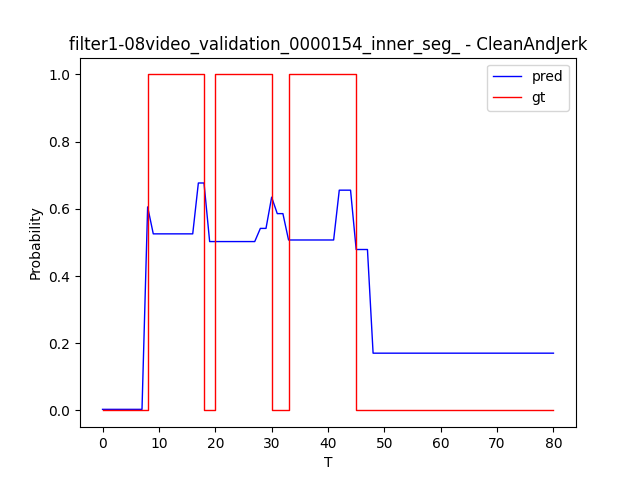 filter1-08video_validation_0000154_inner_seg_ - CleanAndJerk
pred
gt
1.0
0.8
0.6
0.4
0.2
0.0
Probability
0 10 20 30 40 50 60 70 80
T